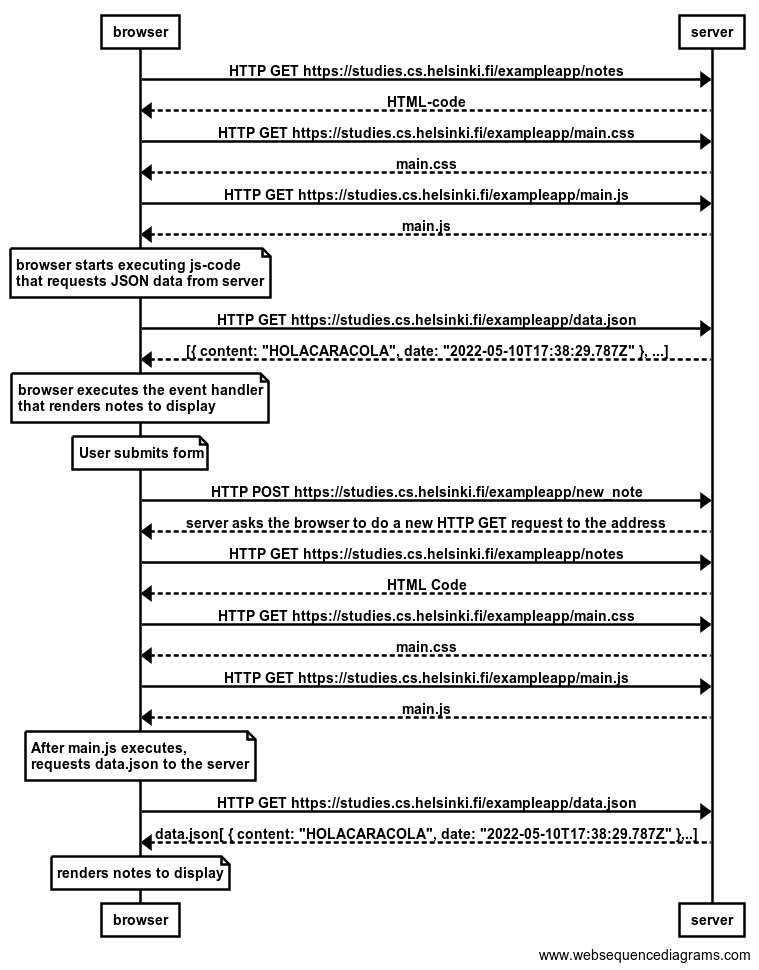 browser
server
HTTP GET https://studies.cs.helsinki.fi/exampleapp/notes
HTML-code
HTTP GET https://studies.cs.helsinki.fi/exampleapp/main.css
main.css
HTTP GET https://studies.cs.helsinki.fi/exampleapp/main.js
main.js
browser starts executing js-code
that requests JSON data from server
HTTP GET https://studies.cs.helsinki.fi/exampleapp/data.json
[{ content: "HOLACARACOLA", date: "2022-05-10T17:38:29.787Z" }, ...]
browser executes the event handler
that renders notes to display
User submits form
HTTP POST https://studies.cs.helsinki.fi/exampleapp/new_note
server asks the browser to do a new HTTP GET request to the address
HTTP GET https://studies.cs.helsinki.fi/exampleapp/notes
HTML Code
HTTP GET https://studies.cs.helsinki.fi/exampleapp/main.css
main.css
HTTP GET https://studies.cs.helsinki.fi/exampleapp/main.js
main.js
After main.js executes,
requests data.json to the server
HTTP GET https://studies.cs.helsinki.fi/exampleapp/data.json
data.json[ { content: "HOLACARACOLA", date: "2022-05-10T17:38:29.787Z" },..]
renders notes to display
browser
server
www.websequencediagrams.com